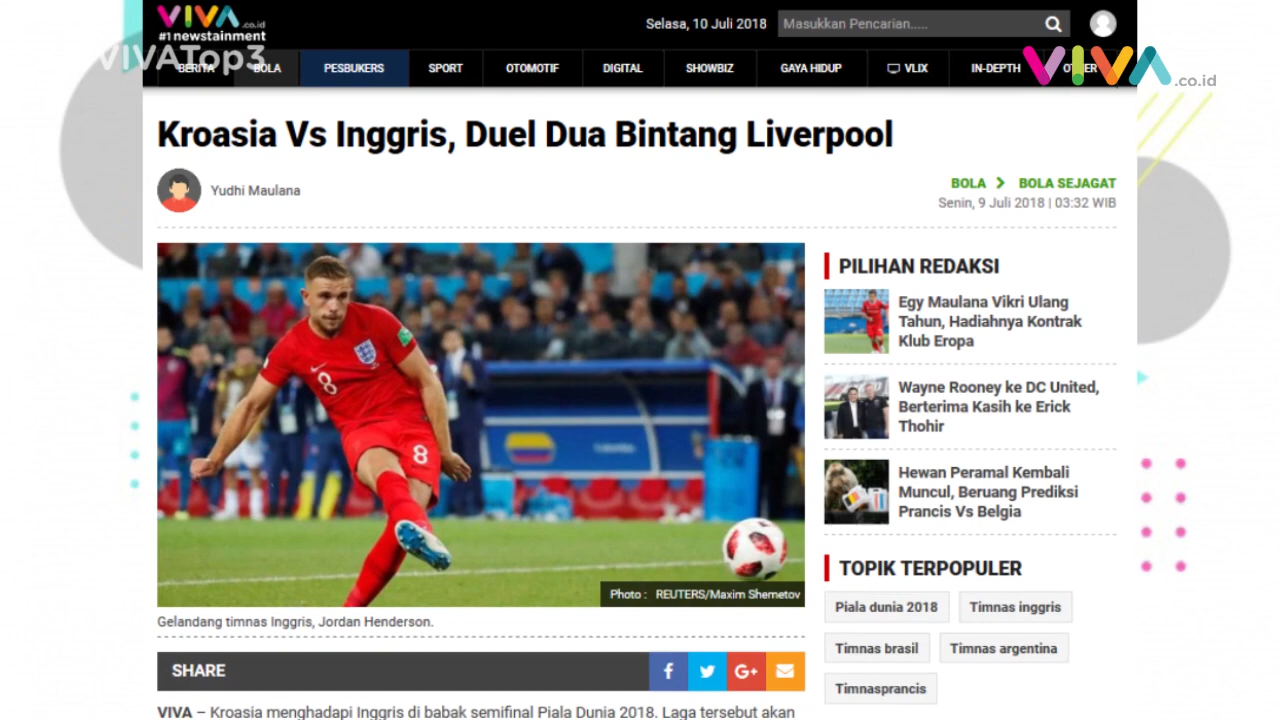 VIVA.co.id
#1newstainment
Selasa, 10 Juli 2018
Masukkan Pencarian.....
VIVATop3
BERITA
BOLA
PESBUKERS
SPORT
OTOMOTIF
DIGITAL
SHOWBIZ
GAYA HIDUP
VLIX
IN-DEPTH
VIVA.co.id
Kroasia Vs Inggris, Duel Dua Bintang Liverpool
Yudhi Maulana
BOLA > BOLA SEJAGAT
Senin, 9 Juli 2018 | 03:32 WIB
8
8
Photo : REUTERS/Maxim Shemetov
Gelandang timnas Inggris, Jordan Henderson.
SHARE
f
G+
VIVA – Kroasia menghadapi Inggris di babak semifinal Piala Dunia 2018. Laga tersebut akan
PILIHAN REDAKSI
Egy Maulana Vikri Ulang
Tahun, Hadiahnya Kontrak
Klub Eropa
Wayne Rooney ke DC United,
Berterima Kasih ke Erick
Thohir
Hewan Peramal Kembali
Muncul, Beruang Prediksi
Prancis Vs Belgia
TOPIK TERPOPULER
Piala dunia 2018
Timnas inggris
Timnas brasil
Timnas argentina
Timnasprancis